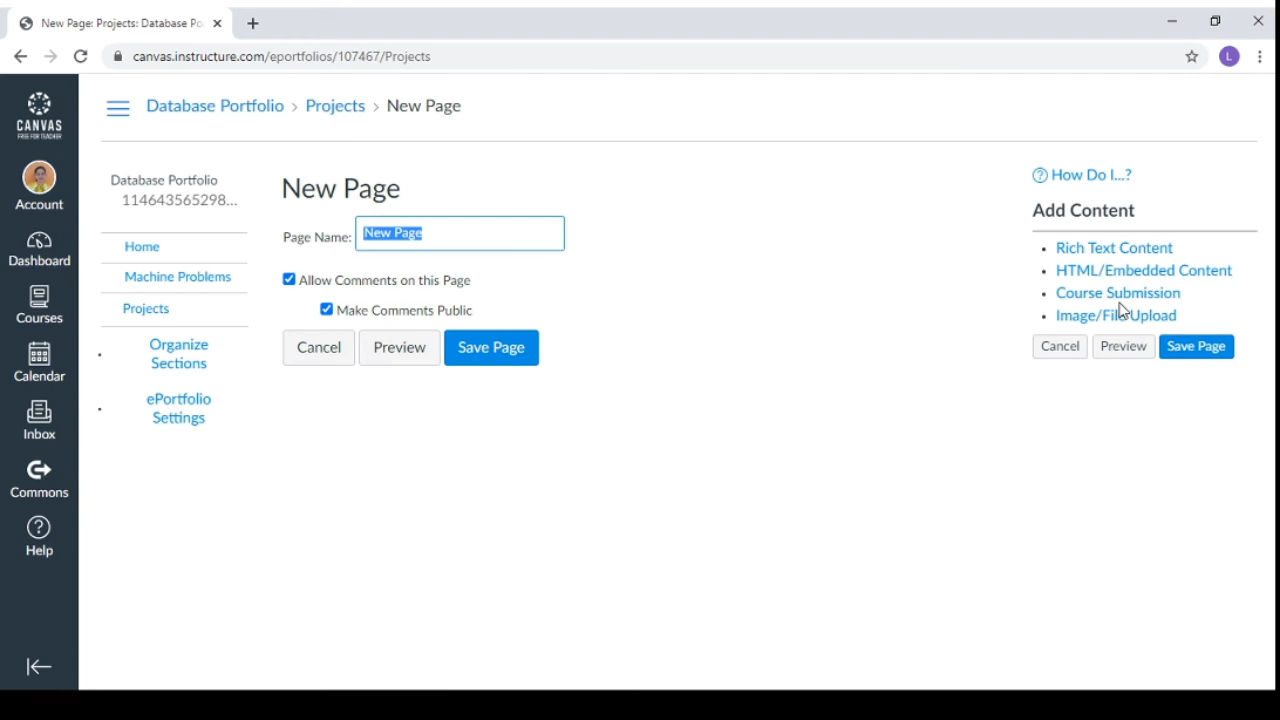 New Page: Projects: Database Po
canvas.instructure.com/eportfolios/107467/Projects
L
CANVAS
FREE FOR TEACHER
Account
Dashboard
Courses
Calendar
Inbox
Commons
Help
Database Portfolio > Projects > New Page
Database Portfolio
114643565298...
Home
Machine Problems
Projects
Organize
Sections
ePortfolio
Settings
New Page
Page Name: New Page
Allow Comments on this Page
Make Comments Public
Cancel Preview Save Page
How Do I...?
Add Content
Rich Text Content
HTML/Embedded Content
Course Submission
Image/File Upload
Cancel Preview Save Page